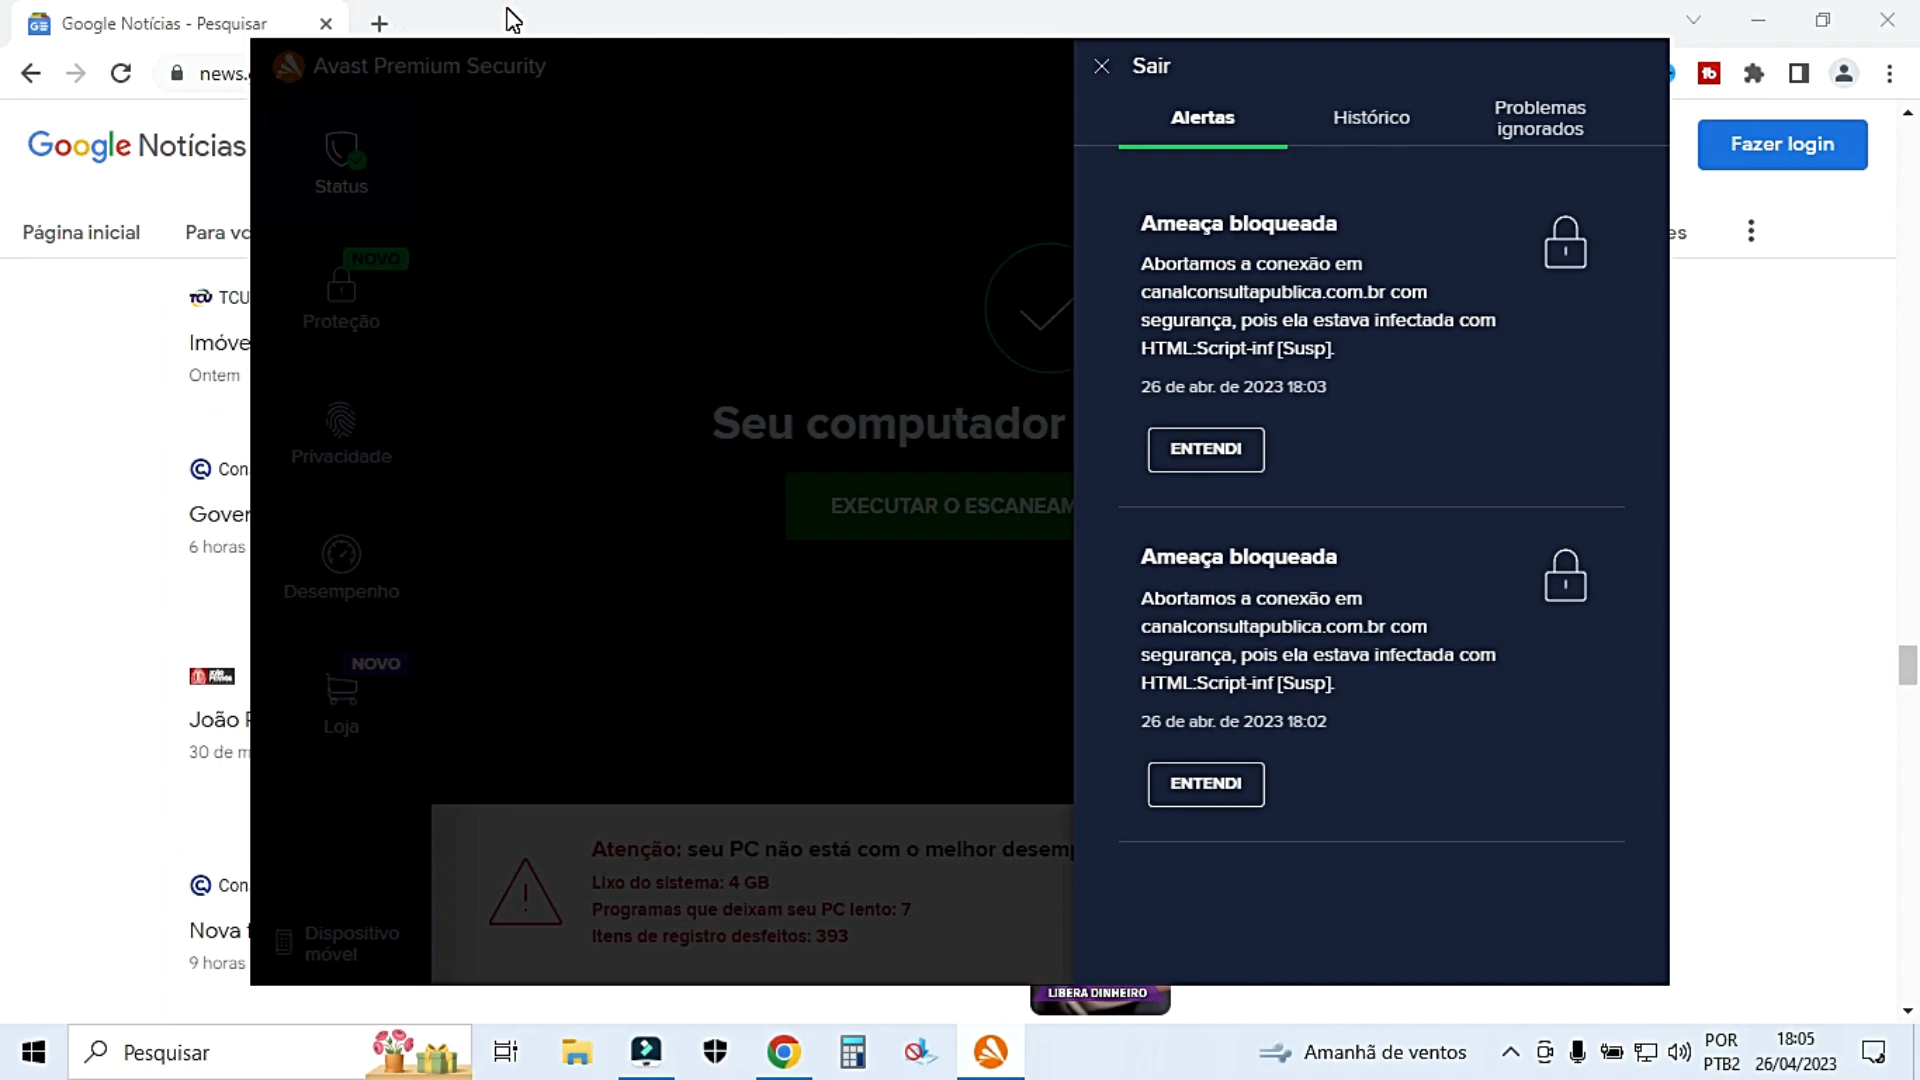 Google Notícias - Pesquisar
news.
Avast Premium Security
Sair
Alertas
Histórico
Problemas
ignorados
Google Notícias
Fazer login
Status
Página inicial
Para vo
es
NOVO
Proteção
Ameaça bloqueada
Abortamos a conexão em
canalconsultapublica.com.br com
segurança, pois ela estava infectada com
HTML:Script-inf [Susp].
26 de abr. de 2023 18:03
ENTENDI
TCU
Imóve
Ontem
Privacidade
Seu computador
EXECUTAR O ESCANEAM
Con
Gover
6 horas
Desempenho
Ameaça bloqueada
Abortamos a conexão em
canalconsultapublica.com.br com
segurança, pois ela estava infectada com
HTML:Script-inf [Susp].
26 de abr. de 2023 18:02
ENTENDI
NOVO
Loja
João P
30 de m
Atenção: seu PC não está com o melhor desemp
Lixo do sistema: 4 GB
Programas que deixam seu PC lento: 7
Itens de registro desfeitos: 393
Con
Nova f
9 horas
Dispositivo
móvel
LIBERA DINHEIRO
Pesquisar
Amanhã de ventos
POR
PTB2
18:05
26/04/2023